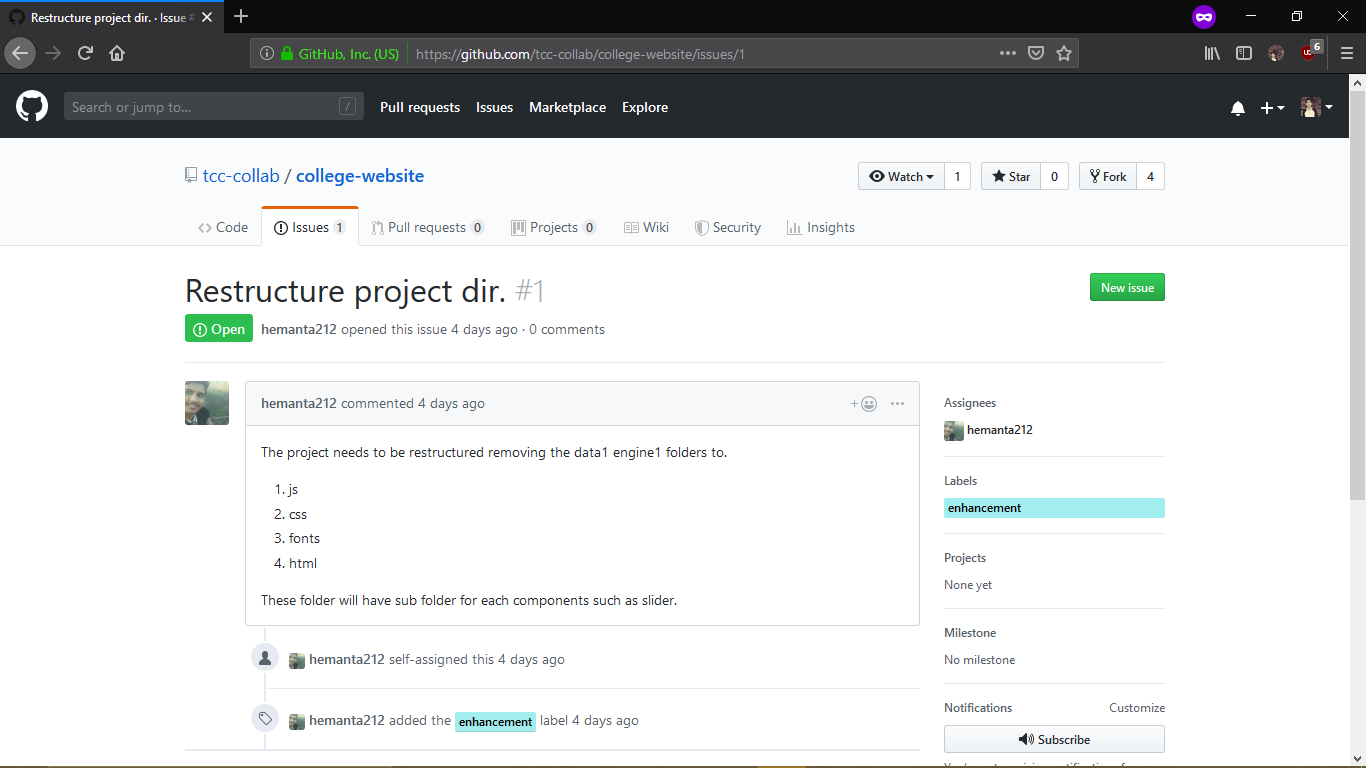 Restructure project dir. · Issue #
6
GitHub, Inc. (US)
https://github.com/tcc-collab/college-website/issues/1
Search or jump to...
/
Pull requests
Issues
Marketplace
Explore
tcc-collab / college-website
Watch 1
Star 0
Fork 4
Code
Issues 1
Pull requests 0
Projects 0
Wiki
Security
Insights
Restructure project dir. #1
New issue
Open
hemanta212 opened this issue 4 days ago · 0 comments
hemanta212 commented 4 days ago
The project needs to be restructured removing the data1 engine1 folders to.
1. js
2. css
3. fonts
4. html
These folder will have sub folder for each components such as slider.
hemanta212 self-assigned this 4 days ago
hemanta212 added the enhancement label 4 days ago
Assignees
hemanta212
Labels
enhancement
Projects
None yet
Milestone
No milestone
Notifications
Customize
Subscribe